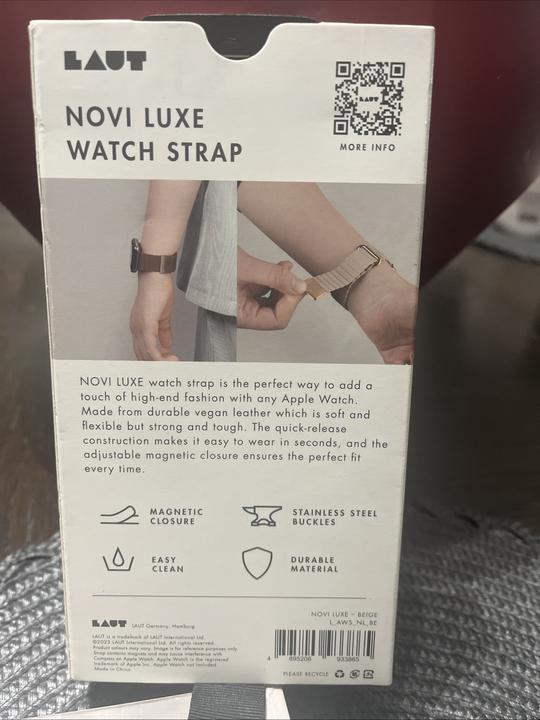 LAUT
NOVI LUXE
WATCH STRAP
LAUT
MORE INFO
NOVI LUXE watch strap is the perfect way to add a
touch of high-end fashion with any Apple Watch.
Made from durable vegan leather which is soft and
flexible but strong and tough. The quick-release
construction makes it easy to wear in seconds, and the
adjustable magnetic closure ensures the perfect fit
every time.
MAGNETIC
CLOSURE
STAINLESS STEEL
BUCKLES
EASY
CLEAN
DURABLE
MATERIAL
NOVI LUXE – BEIGE
L_AWS_NL_BE
LAUT LAUT Germany, Hamburg
LAUT is a trademark of LAUT International Ltd.
©2023 LAUT International Ltd. All rights reserved.
Product colours may vary. Image is for reference purposes only.
Strap contains magnets and may cause interference with
Compass on Apple Watch. Apple Watch is the registered
trademark of Apple Inc. Apple Watch not included.
Made in China
4 895206 933865
PLEASE RECYCLE